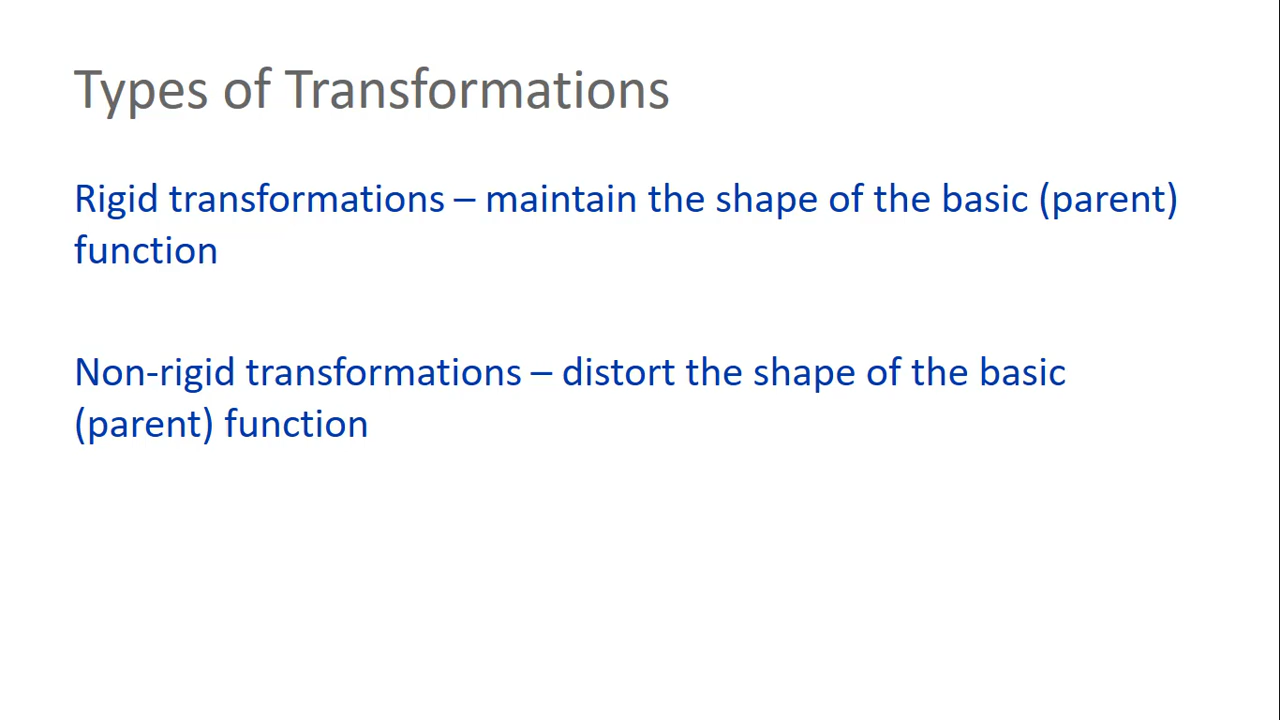 Types of Transformations
Rigid transformations – maintain the shape of the basic (parent)
function
Non-rigid transformations – distort the shape of the basic
(parent) function